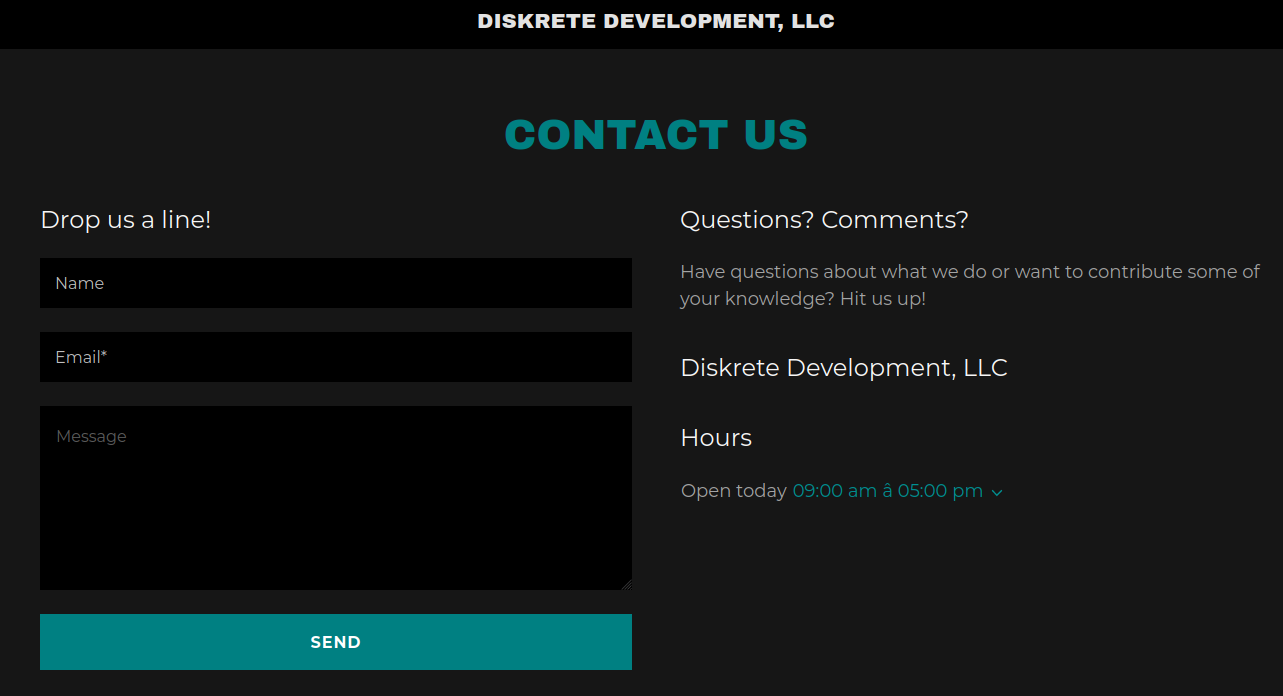 DISKRETE DEVELOPMENT, LLC
CONTACT US
Drop us a line!
Name
Email*
Message
SEND
Questions? Comments?
Have questions about what we do or want to contribute some of
your knowledge? Hit us up!
Diskrete Development, LLC
Hours
Open today 09:00 am â 05:00 pm